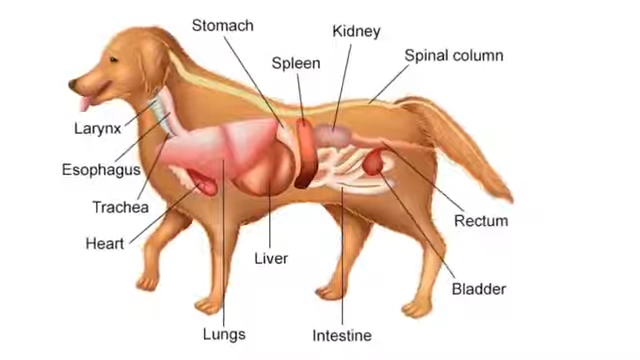 Stomach
Kidney
Spleen
Spinal column
Larynx
Esophagus
Trachea
Heart
Liver
Rectum
Bladder
Lungs
Intestine